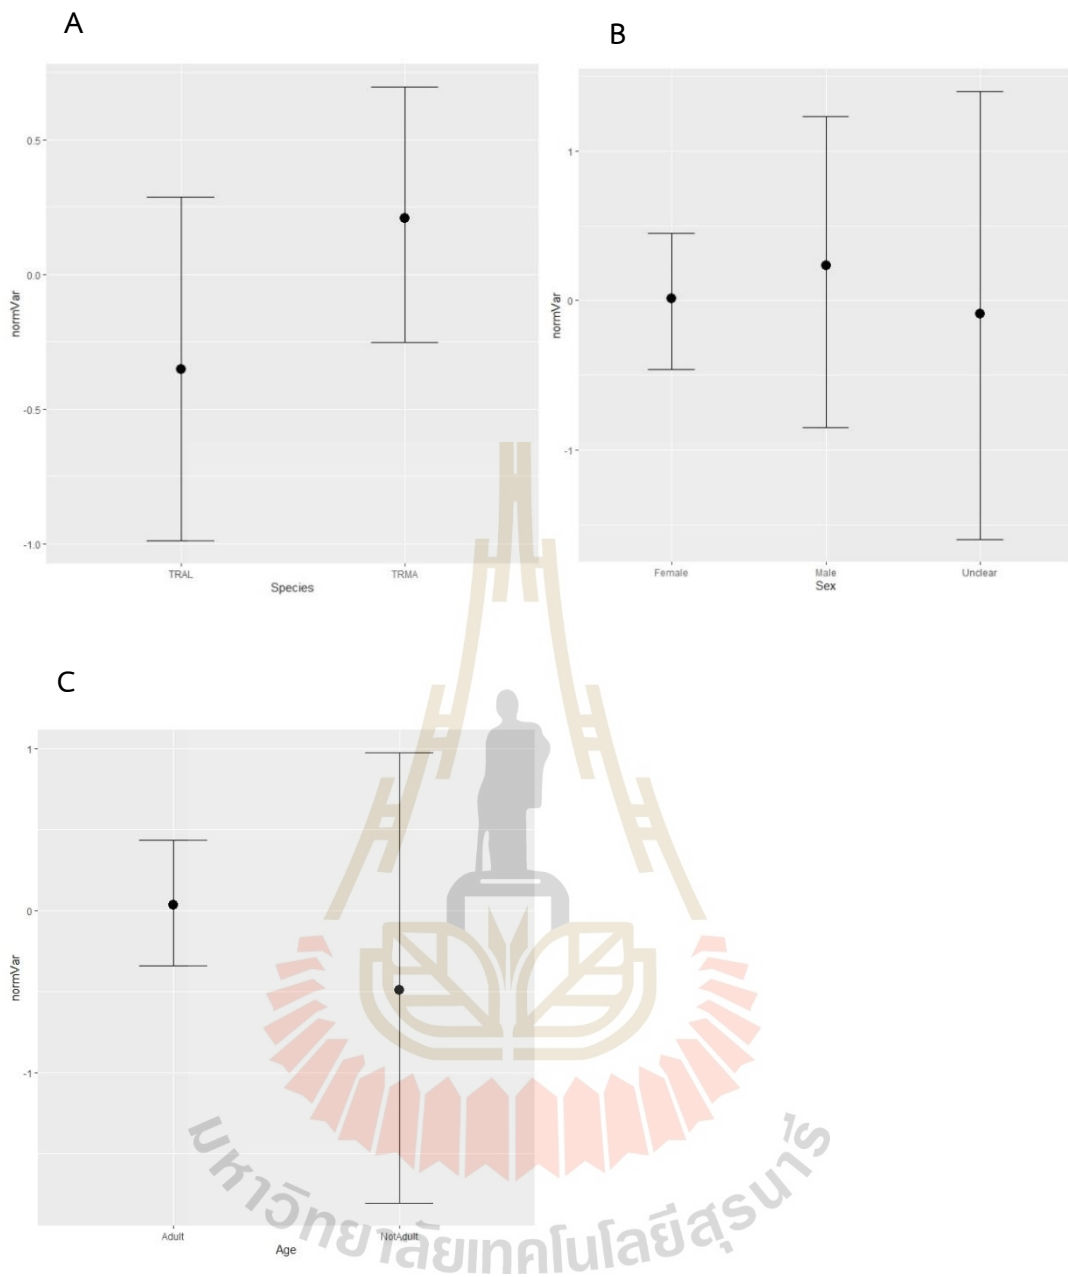 A
B
normVar
0.5
0.0
-0.5
-1.0
TRAL
TRMA
Species
normVar
1
0
-1
Female
Male
Unclear
Sex
C
normVar
1
0
-1
Adult
NotAdult
Age
มหาวิทยาลัยเทคโนโลยีสุรนารี